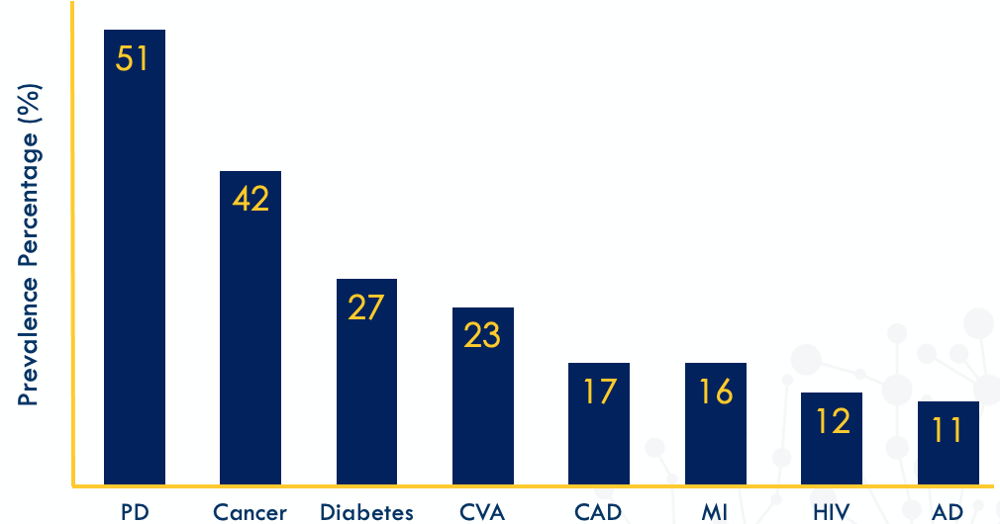 Prevalence Percentage (%)
51
42
27
23
17
16
12
11
PD
Cancer
Diabetes
CVA
CAD
MI
HIV
AD